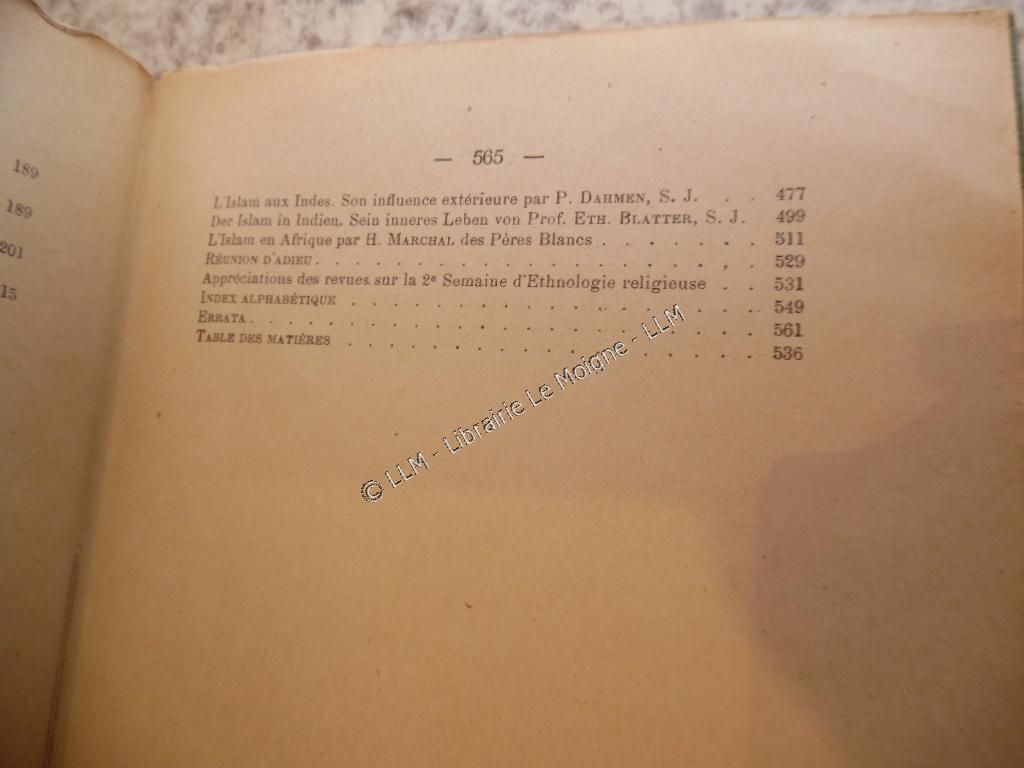 189
189
201
15
— 565 —
L'Islam aux Indes. Son influence extérieure par P. DAHMEN, S. J. . . 477
Der Islam in Indien. Sein inneres Leben von Prof. ETH. BLATTER, S. J. 499
L'Islam en Afrique par H. MARCHAL des Pères Blancs . . . . . . . 511
RÉUNION D'ADIEU . . . . . . . . . . . . . . . . 529
Appréciations des revues sur la 2e Semaine d'Ethnologie religieuse . . 531
INDEX ALPHABÉTIQUE . . . . . . . . . . . . . . . 549
ERRATA . . . . . . . . . . . . . . . . . . . 561
TABLE DES MATIÈRES . . . . . . . . . . . . . . . 536
© LLM - Librairie Le Moigne - LLM